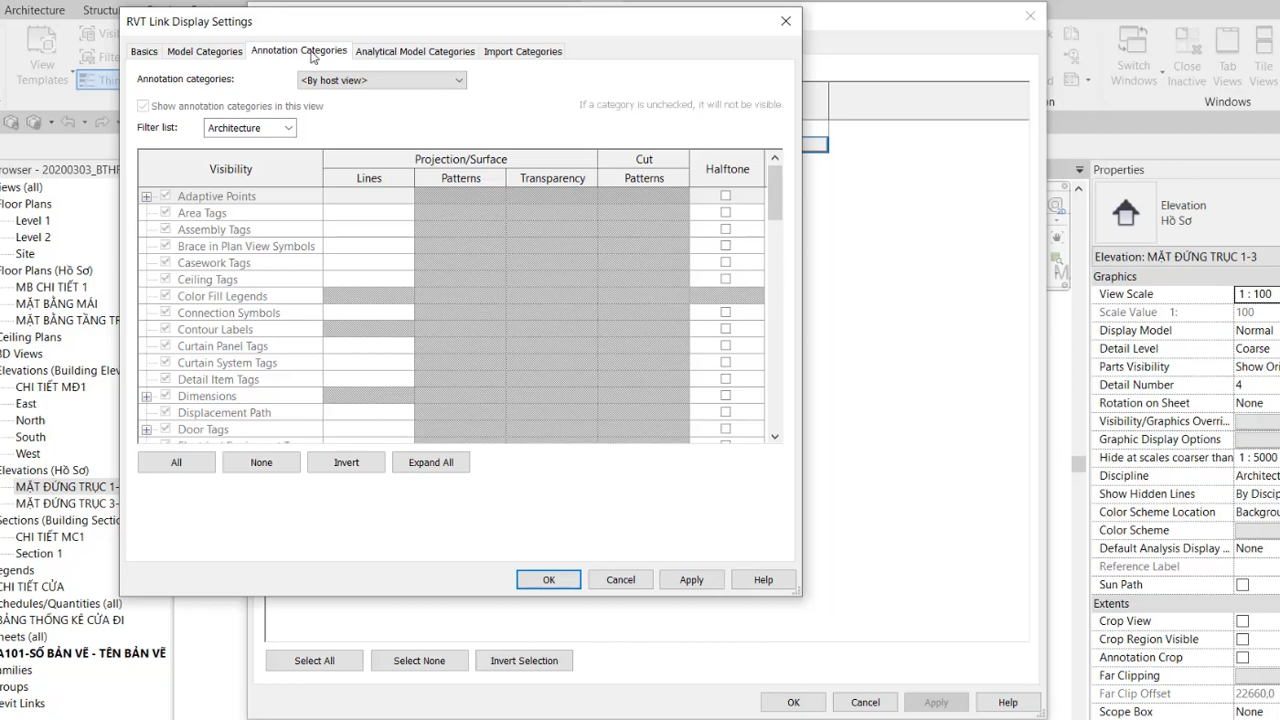 Architecture
Structu
RVT Link Display Settings
Basics
Model Categories
Annotation Categories
Analytical Model Categories
Import Categories
Annotation categories:
<By host view>
Show annotation categories in this view
If a category is unchecked, it will not be visible.
Filter list:
Architecture
Visibility
Projection/Surface
Cut
Halftone
Lines
Patterns
Transparency
Patterns
Adaptive Points
Area Tags
Assembly Tags
Brace in Plan View Symbols
Casework Tags
Ceiling Tags
Color Fill Legends
Connection Symbols
Contour Labels
Curtain Panel Tags
Curtain System Tags
Detail Item Tags
Dimensions
Displacement Path
Door Tags
All
None
Invert
Expand All
OK
Cancel
Apply
Help
Select All
Select None
Invert Selection
OK
Cancel
Apply
Help
View
Templates
Visi
Filte
Thin
Switch
Windows
Close
Inactive
Tab
Views
Tile
Views
Windows
rowser - 20200303_BTHR
iews (all)
Floor Plans
Level 1
Level 2
Site
Floor Plans (Hồ Sơ)
MB CHI TIẾT 1
MẶT BẰNG MÁI
MẶT BẰNG TẦNG TR
Ceiling Plans
3D Views
Elevations (Building Elev
CHI TIẾT MĐ1
East
North
South
West
Elevations (Hồ Sơ)
MẶT ĐỨNG TRỤC 1-
MẶT ĐỨNG TRỤC 3-
Sections (Building Sectio
CHI TIẾT MC1
Section 1
egends
CHI TIẾT CỬA
chedules/Quantities (all)
BẢNG THỐNG KÊ CỬA ĐI
heets (all)
A101-SỐ BẢN VẼ - TÊN BẢN VẼ
amilies
roups
evit Links
Properties
Elevation
Hồ Sơ
Elevation: MẶT ĐỨNG TRỤC 1-3
Graphics
View Scale 1 : 100
Scale Value 1: 100
Display Model Normal
Detail Level Coarse
Parts Visibility Show Ori
Detail Number 4
Rotation on Sheet None
Visibility/Graphics Overri...
Graphic Display Options
Hide at scales coarser than 1 : 5000
Discipline Architect
Show Hidden Lines By Discip
Color Scheme Location Backgrou
Color Scheme
Default Analysis Display ... None
Reference Label
Sun Path
Extents
Crop View
Crop Region Visible
Annotation Crop
Far Clipping
Far Clip Offset 22660,0
Scope Box None